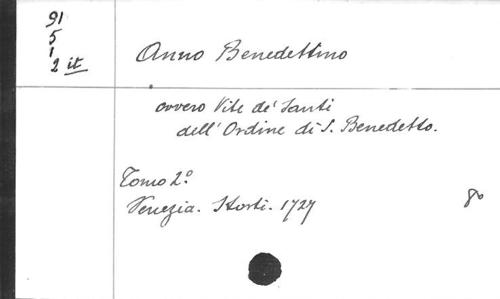 91
5
1
2 it
Anno Benedettino
ovvero Vite de' Santi
dell' Ordine di S. Benedetto.
Tomo 2.o
Venezia. Storti. 1727
8o